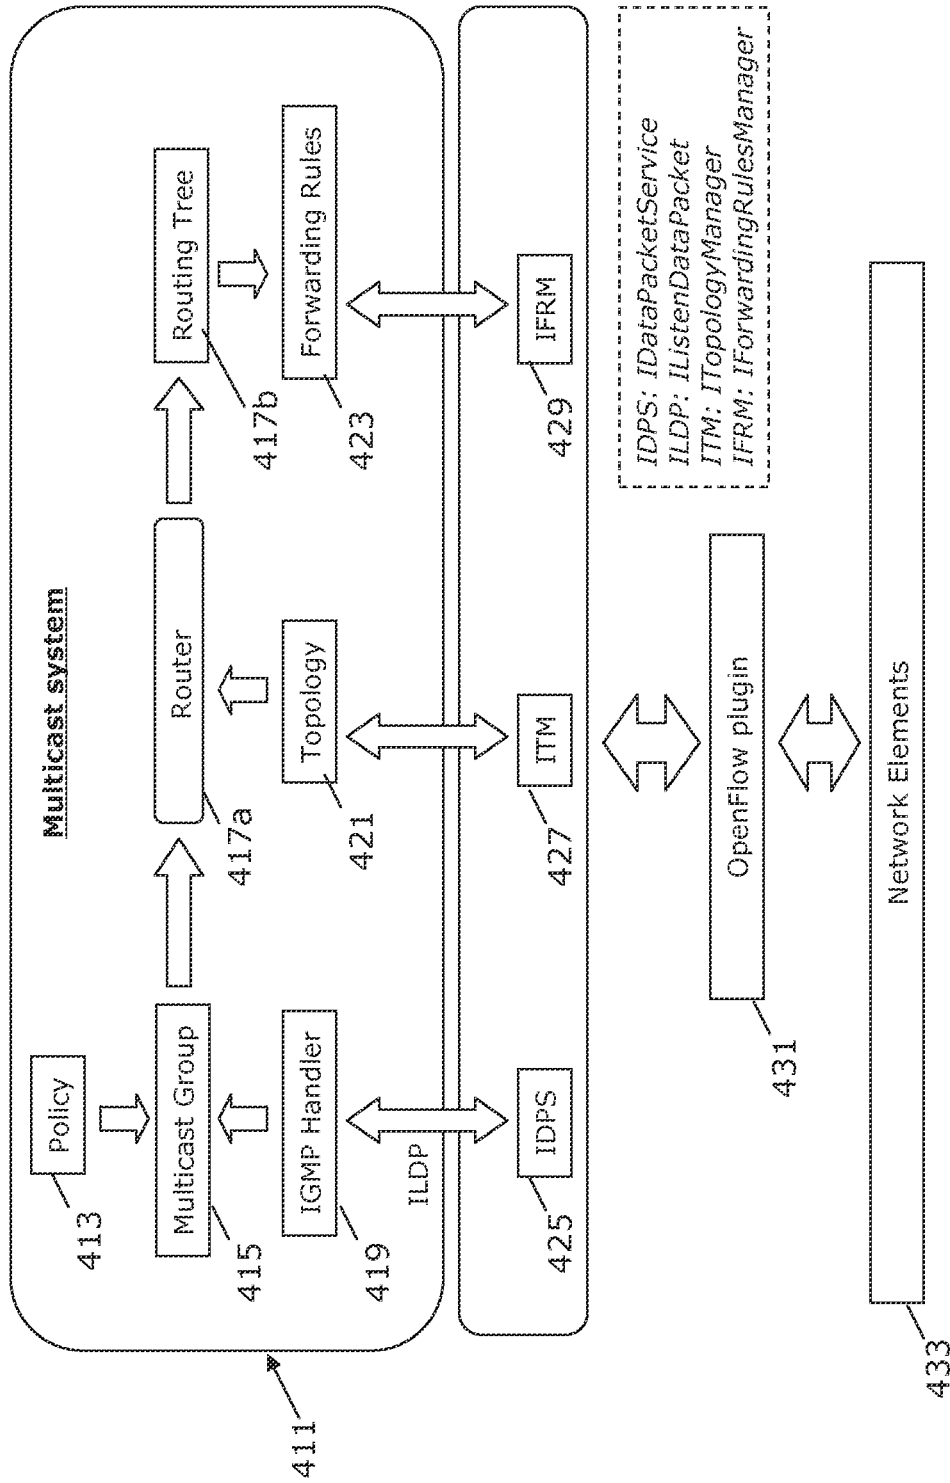 Multicast system
Policy
413
Multicast Group
415
Router
417a
Routing Tree
417b
IGMP Handler
419
Topology
421
Forwarding Rules
423
411
ILDP
IDPS
425
ITM
427
IFRM
429
IDPS: IDataPacketService
ILDP: IListenDataPacket
ITM: ITopologyManager
IFRM: IForwardingRulesManager
OpenFlow plugin
431
Network Elements
433